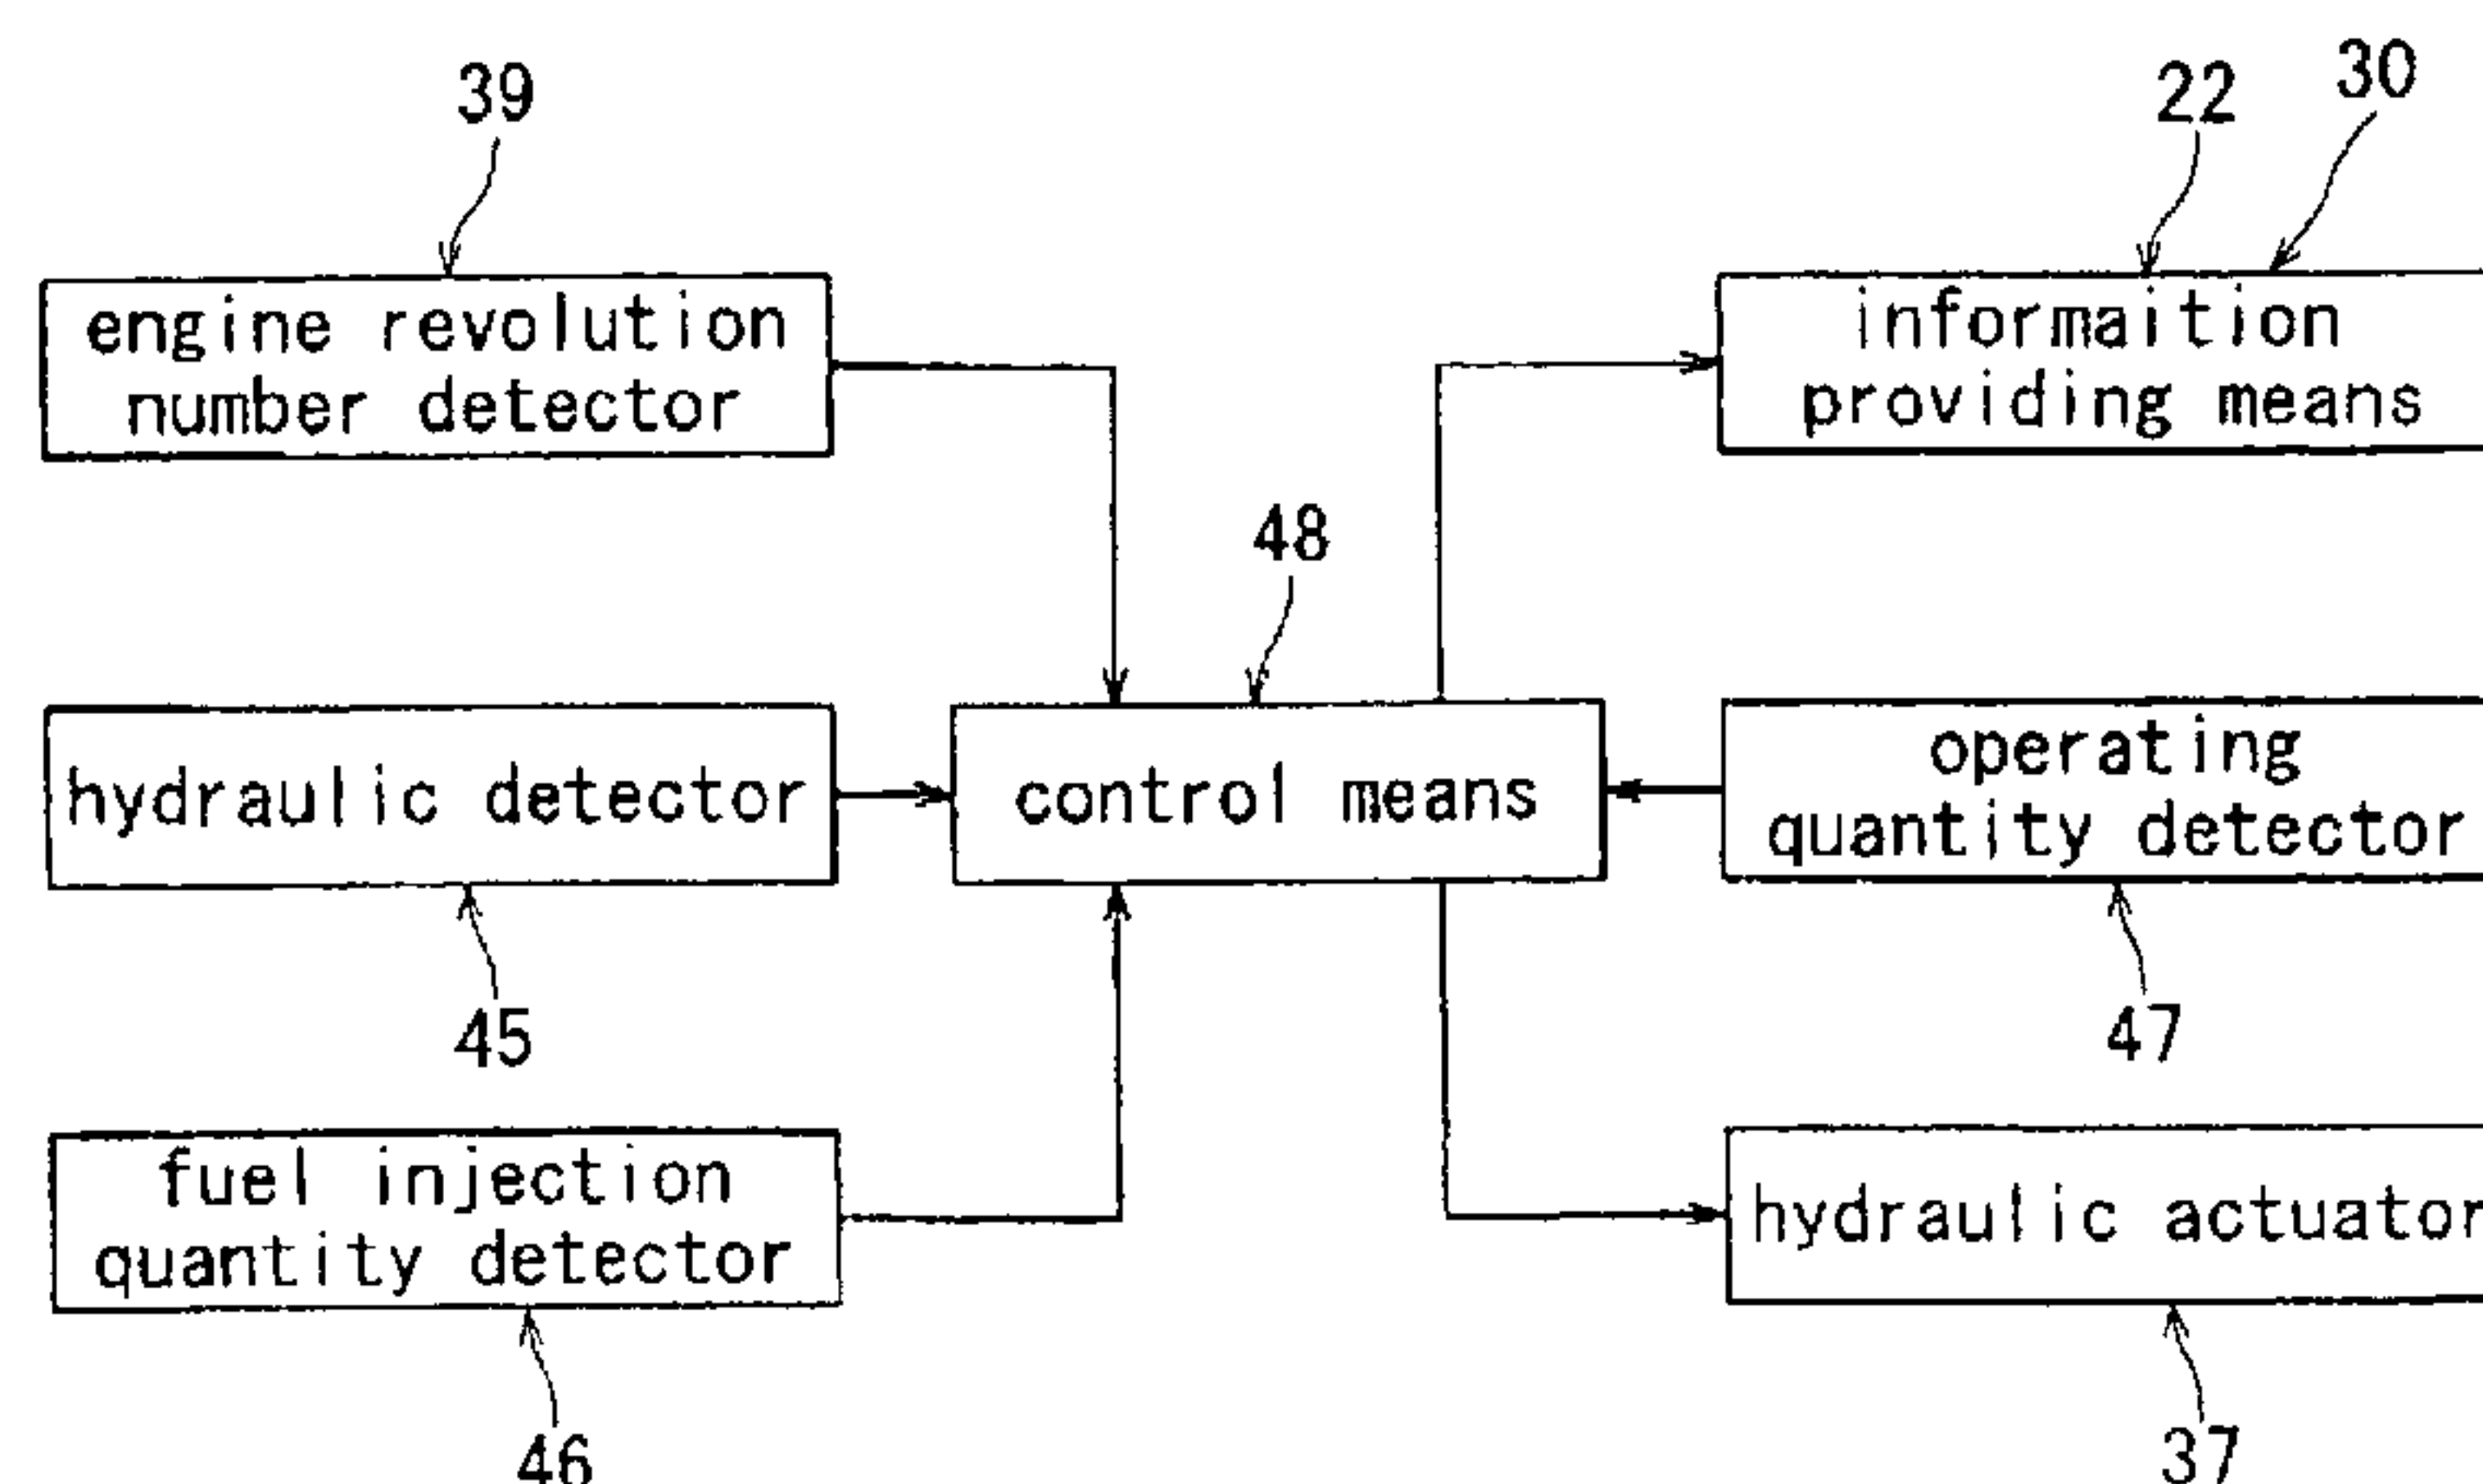 39
22
30
engine revolution
number detector
informaition
providing means
48
hydraulic detector
control means
operating
quantity detector
45
47
fuel injection
quantity detector
hydraulic actuator
46
37